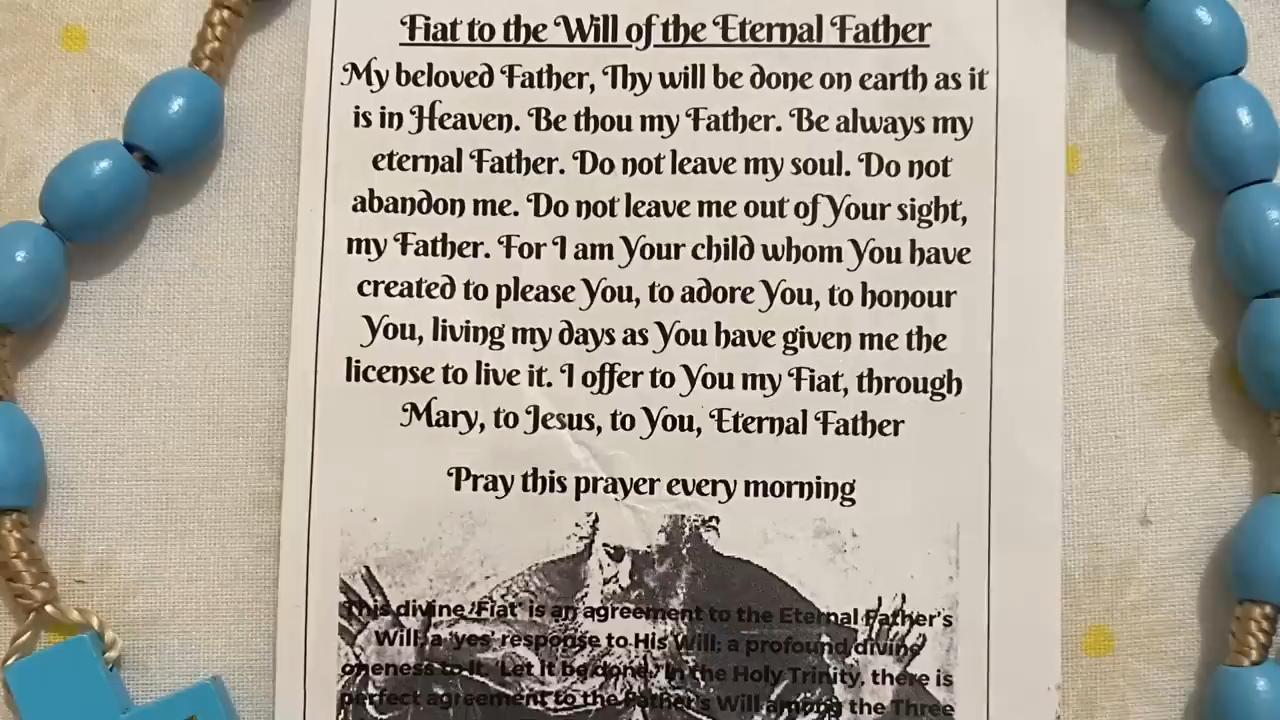 Fiat to the Will of the Eternal Father
My beloved Father, Thy will be done on earth as it
is in Heaven. Be thou my Father. Be always my
eternal Father. Do not leave my soul. Do not
abandon me. Do not leave me out of Your sight,
my Father. For I am Your child whom You have
created to please You, to adore You, to honour
You, living my days as You have given me the
license to live it. I offer to You my Fiat, through
Mary, to Jesus, to You, Eternal Father
Pray this prayer every morning
This divine 'Fiat' is an agreement to the Eternal Father's
Will, a 'yes' response to His Will; a profound divine
oneness to It. 'Let it be done.' In the Holy Trinity, there is
perfect agreement to the Father's Will among the Three